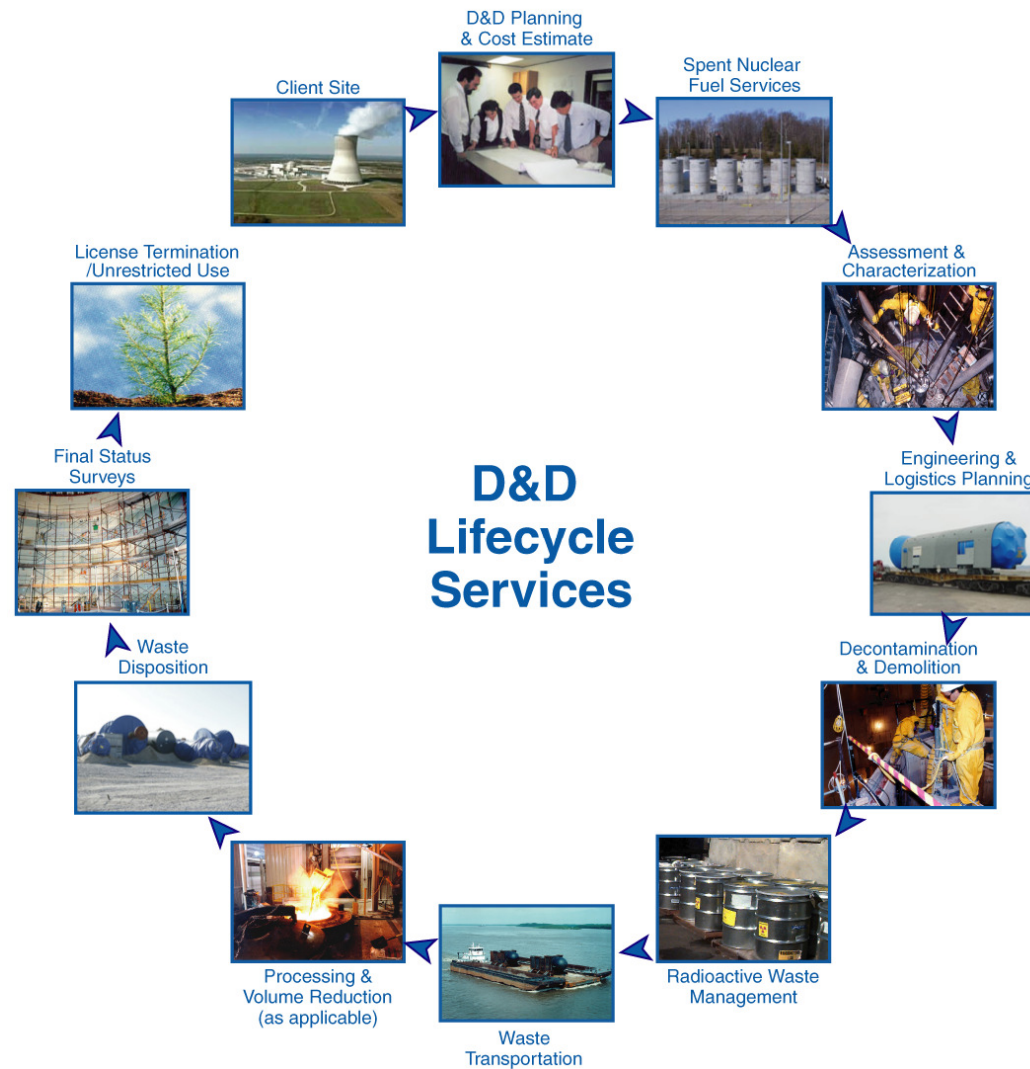 D&D Planning
& Cost Estimate
Spent Nuclear
Fuel Services
Client Site
Assessment &
Characterization
License Termination
/Unrestricted Use
Engineering &
Logistics Planning
Final Status
Surveys
D&D
Lifecycle
Services
Decontamination
& Demolition
Waste
Disposition
Radioactive Waste
Management
Processing &
Volume Reduction
(as applicable)
Waste
Transportation